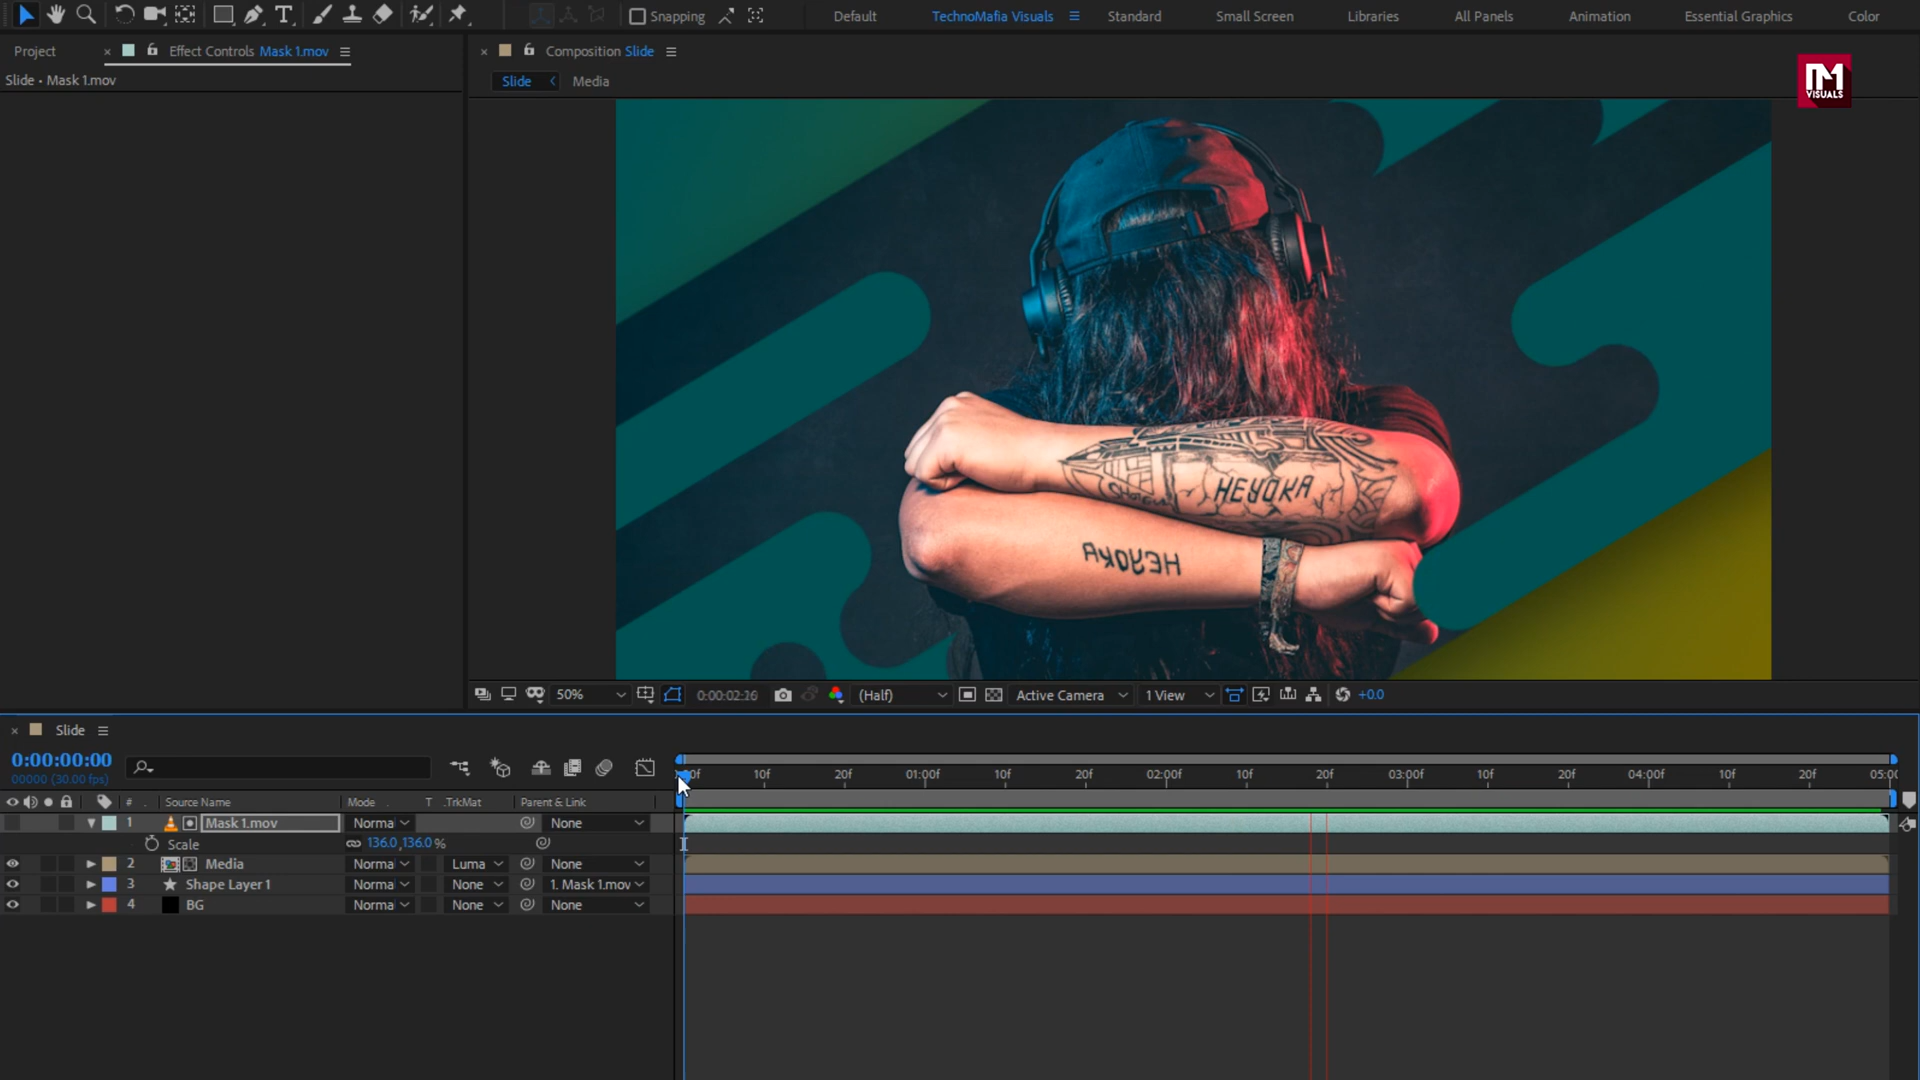 Snapping
Default
TechnoMafia Visuals
Standard
Small Screen
Libraries
All Panels
Animation
Essential Graphics
Color
Project
Effect Controls Mask 1.mov
Composition Slide
Slide • Mask 1.mov
Slide
Media
VISUALS
HEYOKA
HEYOKA
50%
0:00:02:26
(Half)
Active Camera
1 View
+0.0
Slide
0:00:00:00
00000 (30.00 fps)
10f
20f
01:00f
10f
20f
02:00f
10f
20f
03:00f
10f
20f
04:00f
10f
20f
05:00
#
Source Name
Mode
T
.TrkMat
Parent & Link
1
Mask 1.mov
Norma
None
Scale
136.0,136.0 %
2
Media
Norma
Luma
None
3
Shape Layer 1
Norma
None
1. Mask 1.mov
4
BG
Norma
None
None